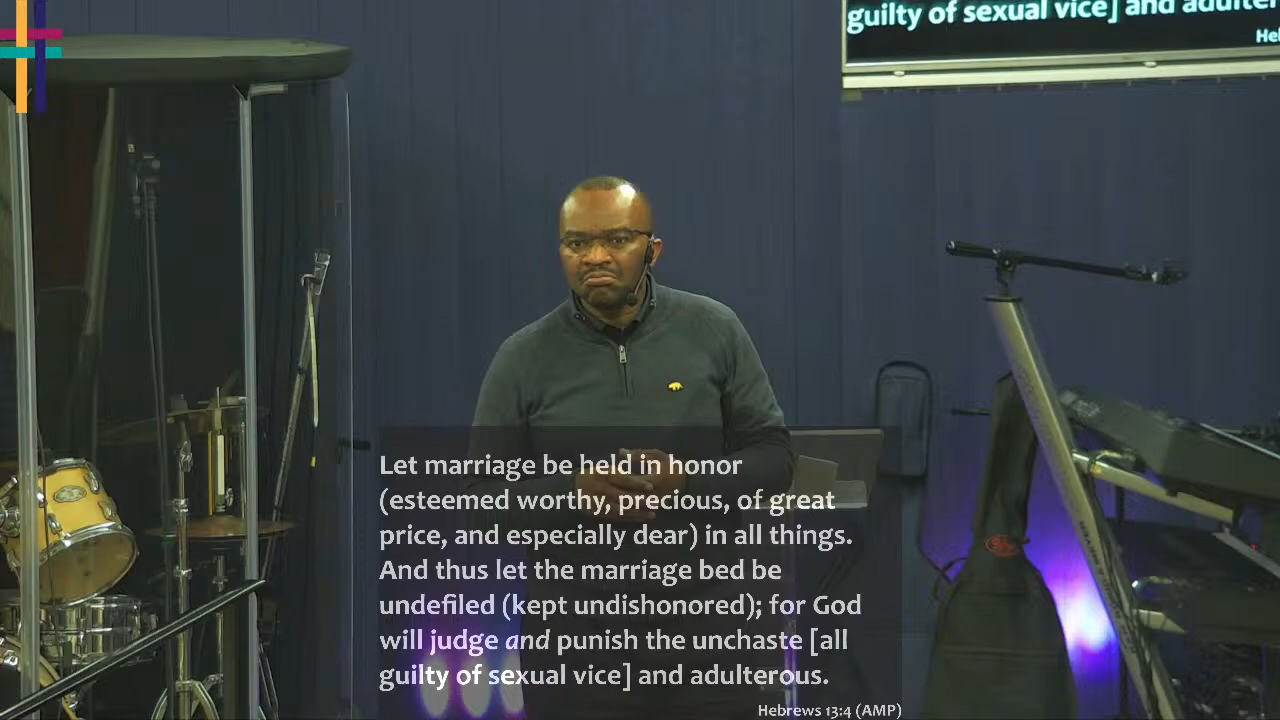 guilty of sexual vice] and adulter
He
Let marriage be held in honor
(esteemed worthy, precious, of great
price, and especially dear) in all things.
And thus let the marriage bed be
undefiled (kept undishonored); for God
will judge and punish the unchaste [all
guilty of sexual vice] and adulterous.
Hebrews 13:4 (AMP)